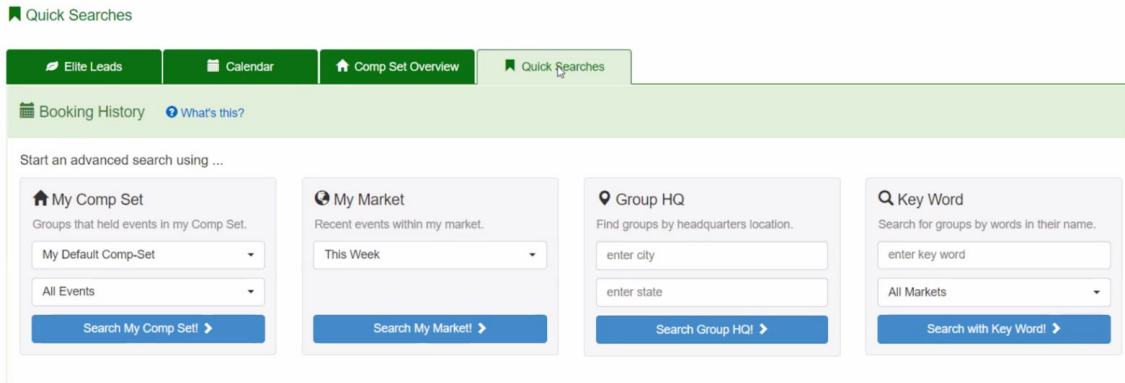 Quick Searches
Elite Leads
Calendar
Comp Set Overview
Quick Searches
Booking History
What's this?
Start an advanced search using ...
My Comp Set
Groups that held events in my Comp Set.
My Default Comp-Set
All Events
Search My Comp Set!
My Market
Recent events within my market.
This Week
Search My Market!
Group HQ
Find groups by headquarters location.
enter city
enter state
Search Group HQ!
Key Word
Search for groups by words in their name.
enter key word
All Markets
Search with Key Word!